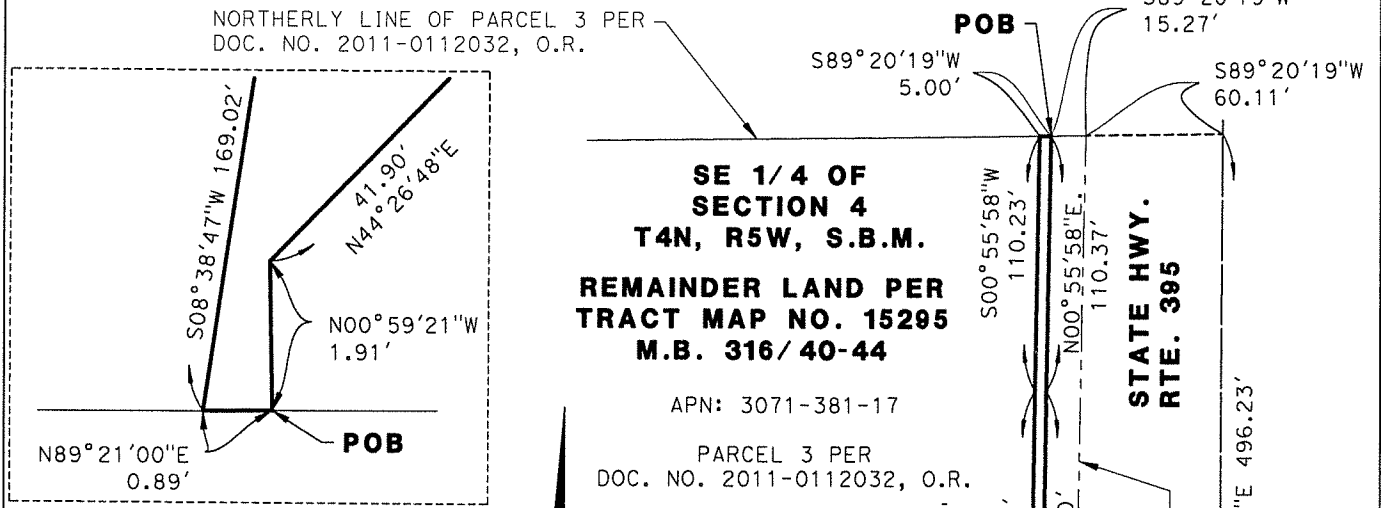 NORTHERLY LINE OF PARCEL 3 PER
DOC. NO. 2011-0112032, O.R.
S08°38'47"W 169.02'
41.90'
N44°26'48"E
N00°59'21"W
1.91'
N89°21'00"E
0.89'
POB
POB
15.27'
S89°20'19"W
5.00'
S89°20'19"W
60.11'
SE 1/4 OF
SECTION 4
T4N, R5W, S.B.M.
REMAINDER LAND PER
TRACT MAP NO. 15295
M.B. 316/40-44
APN: 3071-381-17
PARCEL 3 PER
DOC. NO. 2011-0112032, O.R.
S00°55'58"W
110.23'
N00°55'58"E
110.37'
STATE HWY.
RTE. 395
"E 496.23'